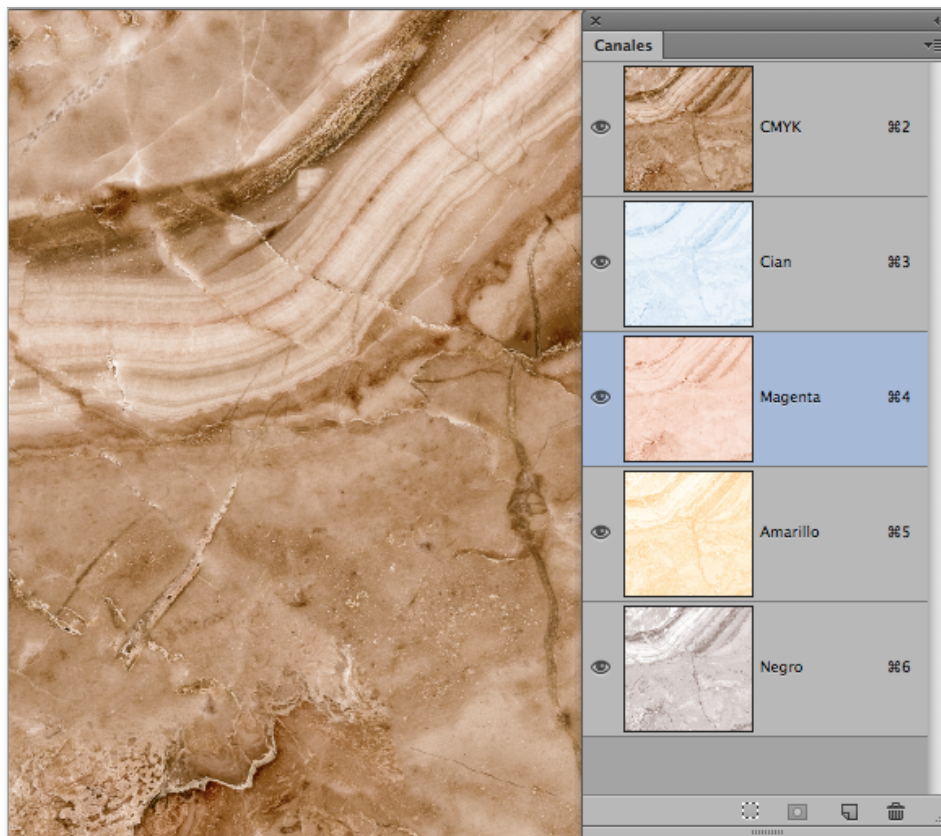 Canales
CMYK ⌘2
Cian ⌘3
Magenta ⌘4
Amarillo ⌘5
Negro ⌘6